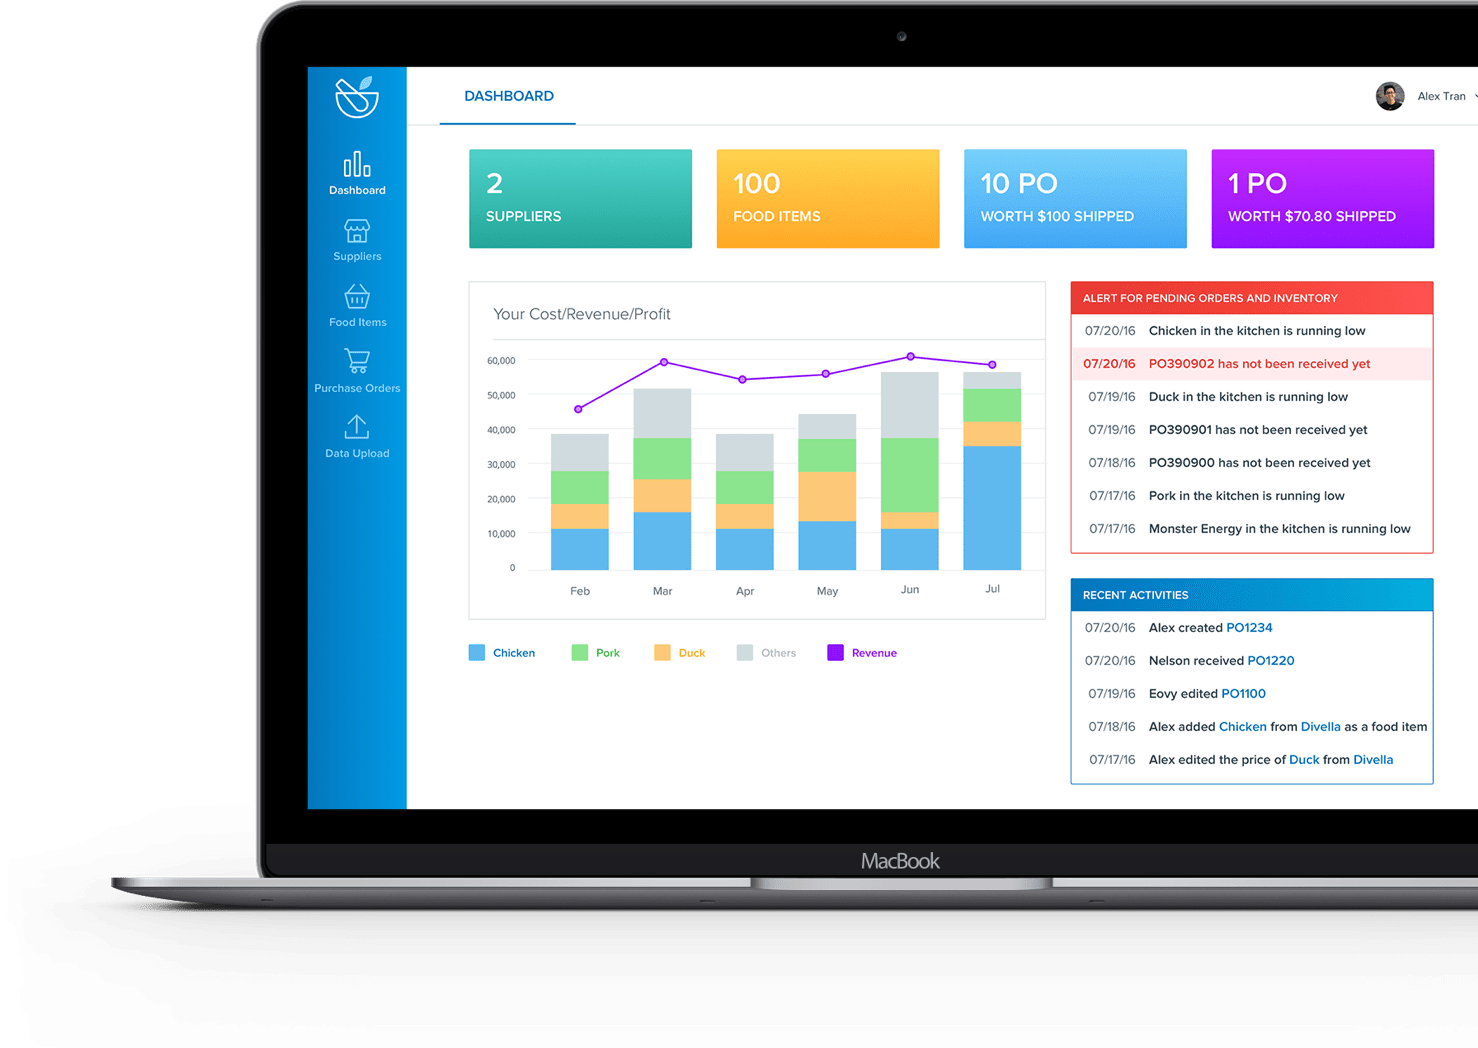 DASHBOARD
Alex Tran
Dashboard
Suppliers
Food Items
Purchase Orders
Data Upload
2
SUPPLIERS
100
FOOD ITEMS
10 PO
WORTH $100 SHIPPED
1 PO
WORTH $70.80 SHIPPED
Your Cost/Revenue/Profit
60,000
50,000
40,000
30,000
20,000
10,000
0
Feb Mar Apr May Jun Jul
Chicken Pork Duck Others Revenue
ALERT FOR PENDING ORDERS AND INVENTORY
07/20/16 Chicken in the kitchen is running low
07/20/16 PO390902 has not been received yet
07/19/16 Duck in the kitchen is running low
07/19/16 PO390901 has not been received yet
07/18/16 PO390900 has not been received yet
07/17/16 Pork in the kitchen is running low
07/17/16 Monster Energy in the kitchen is running low
RECENT ACTIVITIES
07/20/16 Alex created PO1234
07/20/16 Nelson received PO1220
07/19/16 Eovy edited PO1100
07/18/16 Alex added Chicken from Divella as a food item
07/17/16 Alex edited the price of Duck from Divella
MacBook